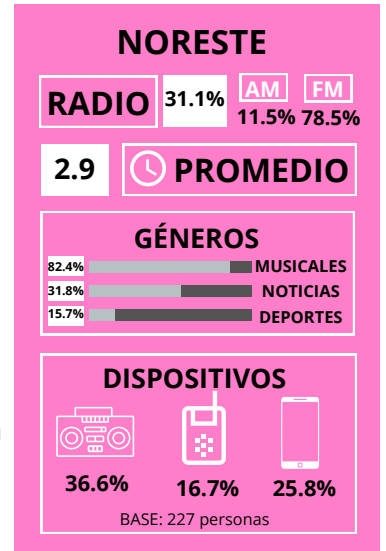 NORESTE
RADIO 31.1% AM FM
11.5% 78.5%
2.9 PROMEDIO
GÉNEROS
82.4% MUSICALES
31.8% NOTICIAS
15.7% DEPORTES
DISPOSITIVOS
36.6% 16.7% 25.8%
BASE: 227 personas